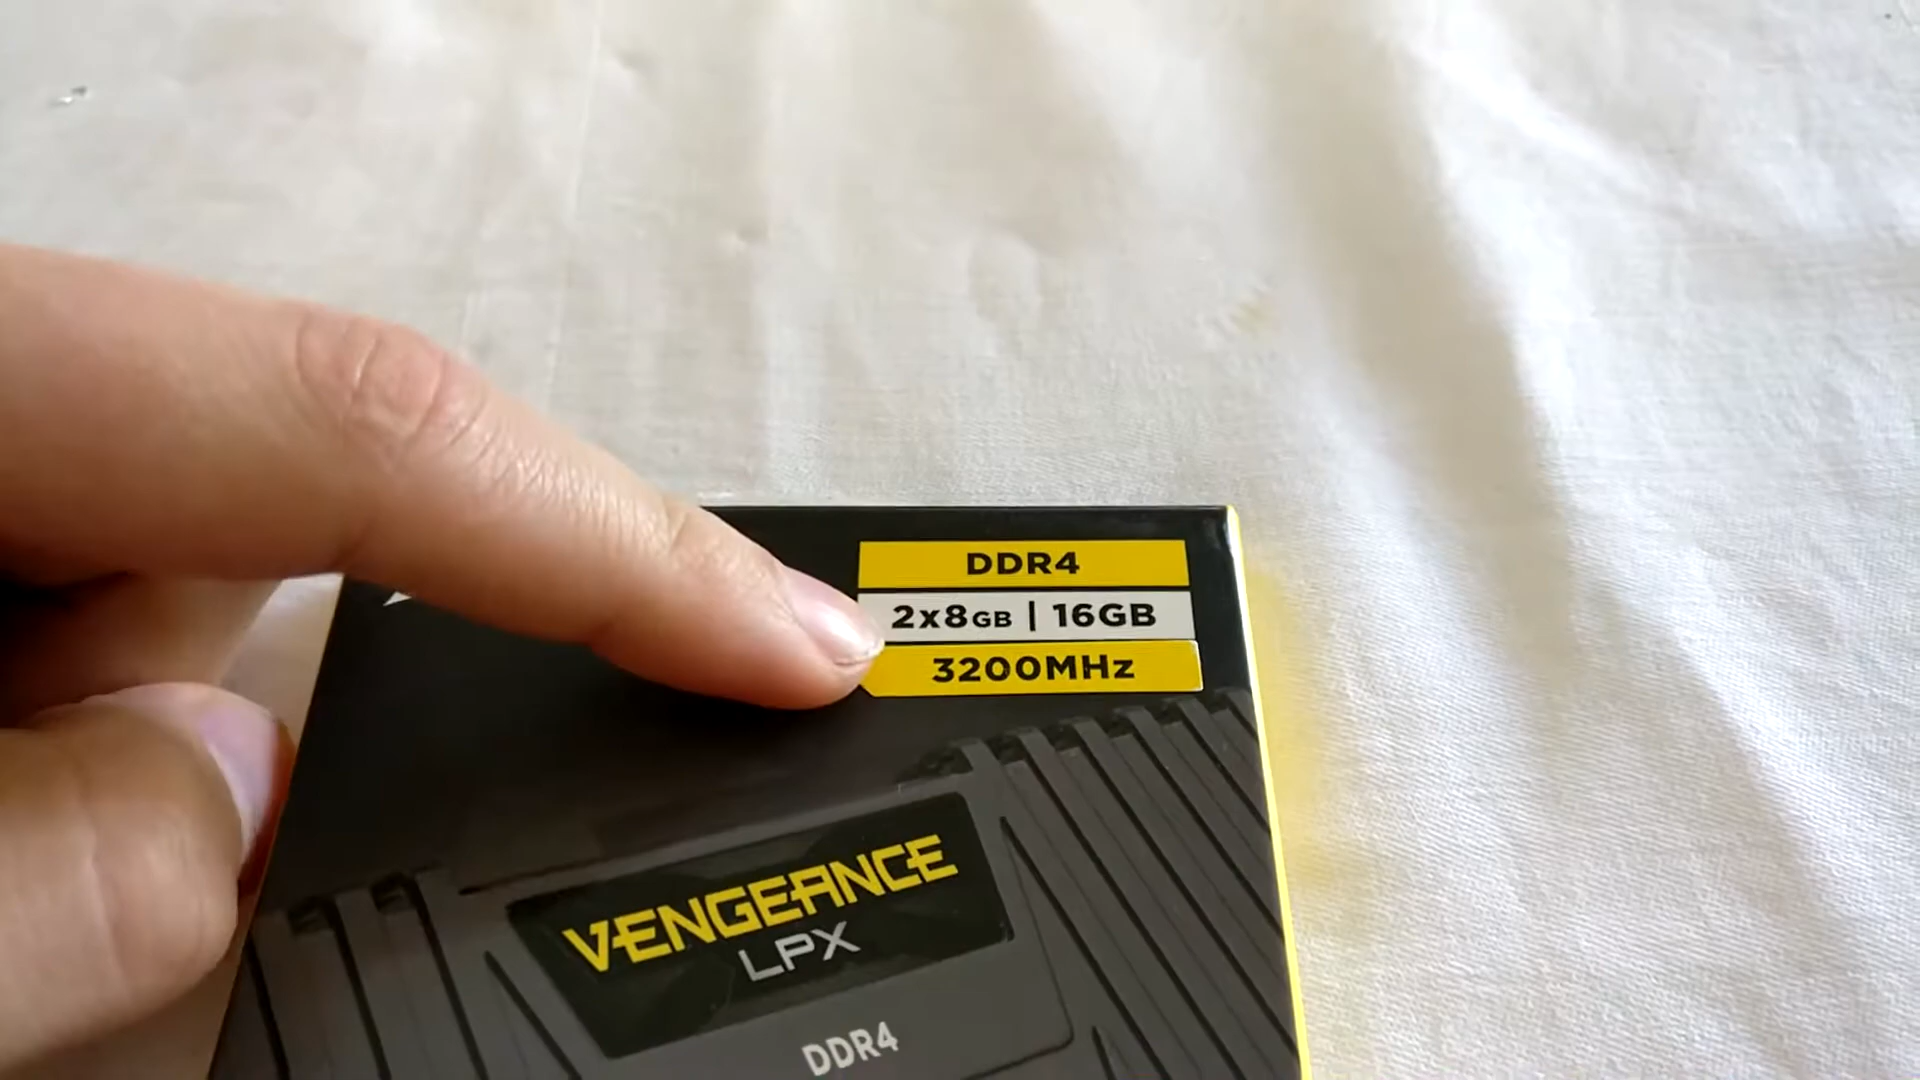 DDR4
2x8GB | 16GB
3200MHz
VENGEANCE
LPX
DDR4